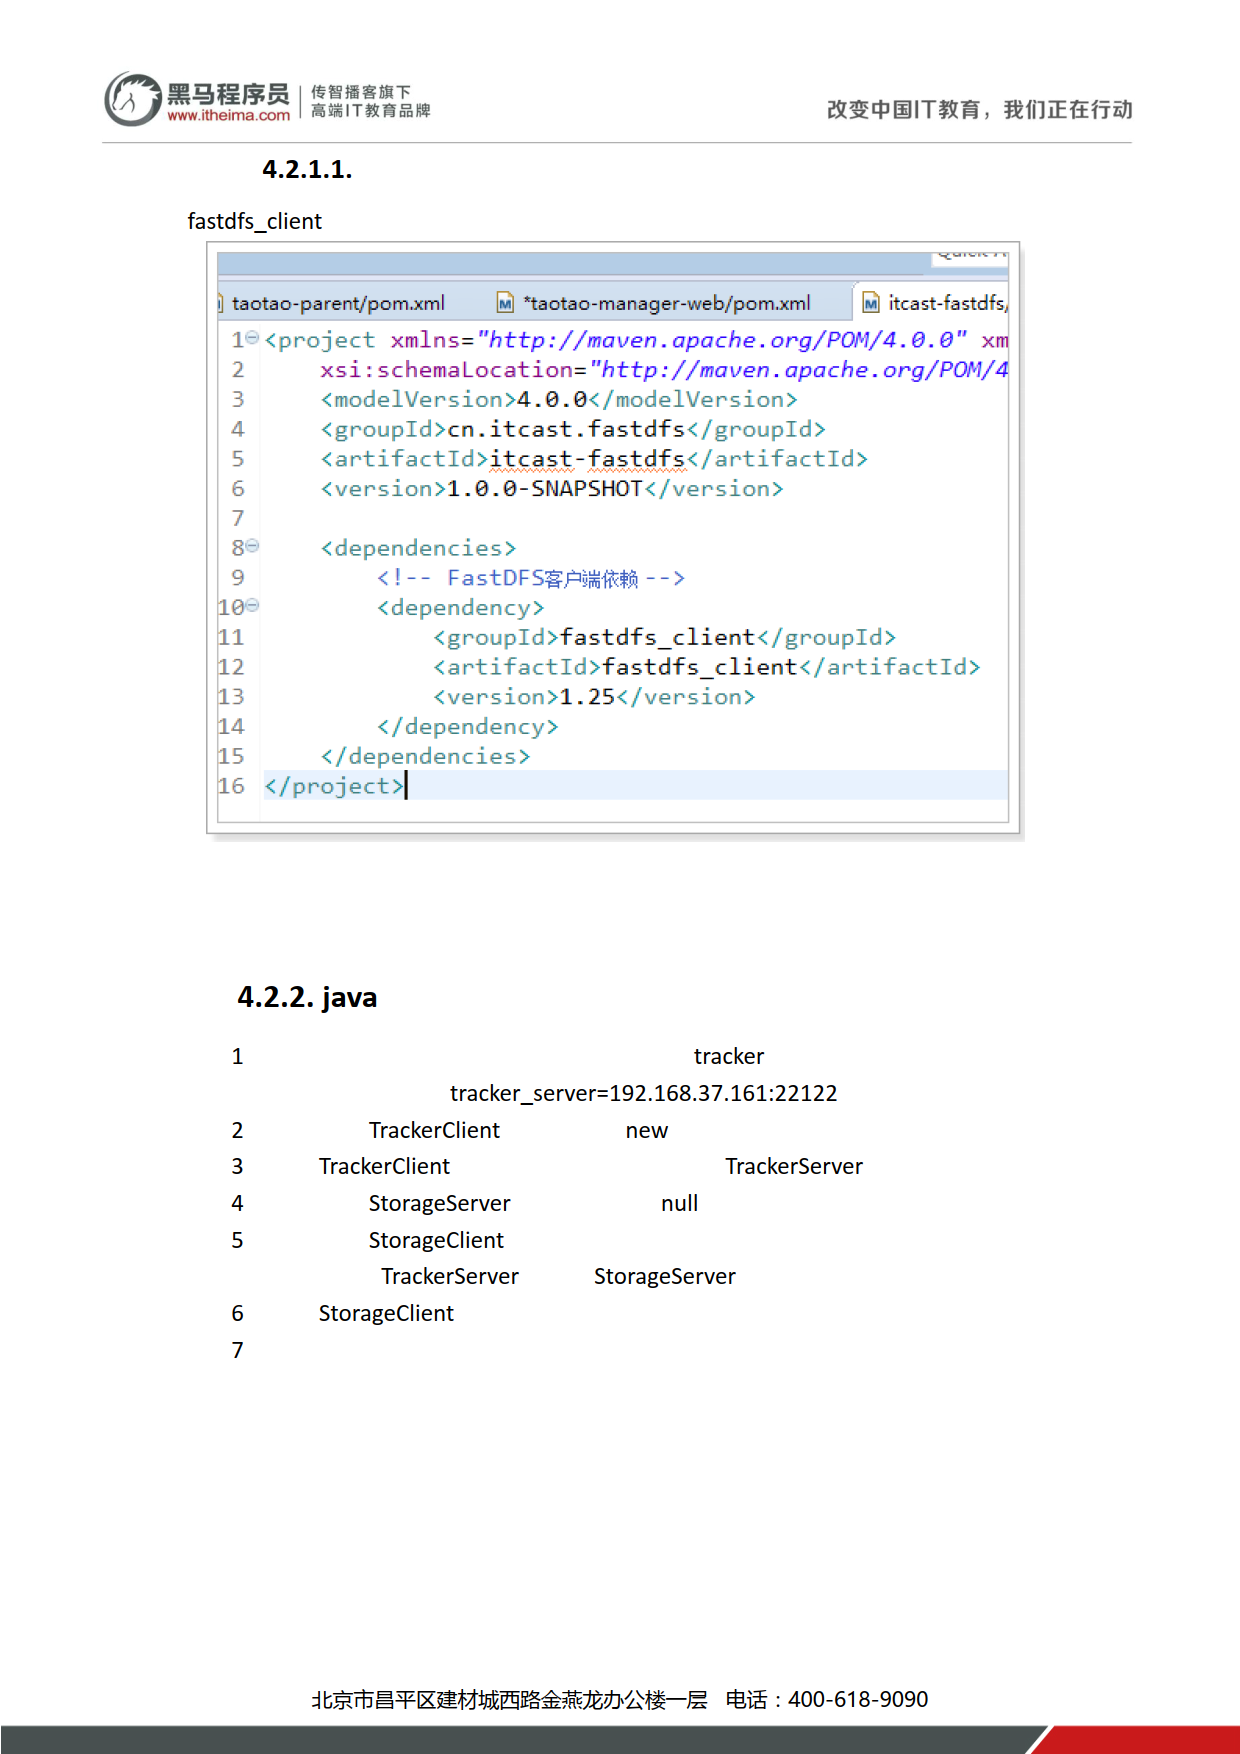 黑马程序员
www.itheima.com
传智播客旗下
高端IT教育品牌
改变中国IT教育，我们正在行动
4.2.1.1.
fastdfs_client
taotao-parent/pom.xml *taotao-manager-web/pom.xml itcast-fastdfs/
1 <project xmlns="http://maven.apache.org/POM/4.0.0" xm
2 xsi:schemaLocation="http://maven.apache.org/POM/4
3 <modelVersion>4.0.0</modelVersion>
4 <groupId>cn.itcast.fastdfs</groupId>
5 <artifactId>itcast-fastdfs</artifactId>
6 <version>1.0.0-SNAPSHOT</version>
7
8 <dependencies>
9 <!-- FastDFS客户端依赖 -->
10 <dependency>
11 <groupId>fastdfs_client</groupId>
12 <artifactId>fastdfs_client</artifactId>
13 <version>1.25</version>
14 </dependency>
15 </dependencies>
16 </project>
4.2.2. java
1 tracker
tracker_server=192.168.37.161:22122
2 TrackerClient new
3 TrackerClient TrackerServer
4 StorageServer null
5 StorageClient
TrackerServer StorageServer
6 StorageClient
7
北京市昌平区建材城西路金燕龙办公楼一层 电话：400-618-9090